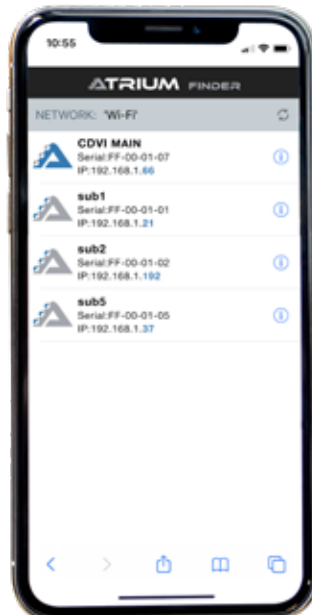 10:55
ATRIUM FINDER
NETWORK: 'Wi-Fi'
CDVI MAIN
Serial:FF-00-01-07
IP:192.168.1.66
sub1
Serial:FF-00-01-01
IP:192.168.1.21
sub2
Serial:FF-00-01-02
IP:192.168.1.192
sub5
Serial:FF-00-01-05
IP:192.168.1.37